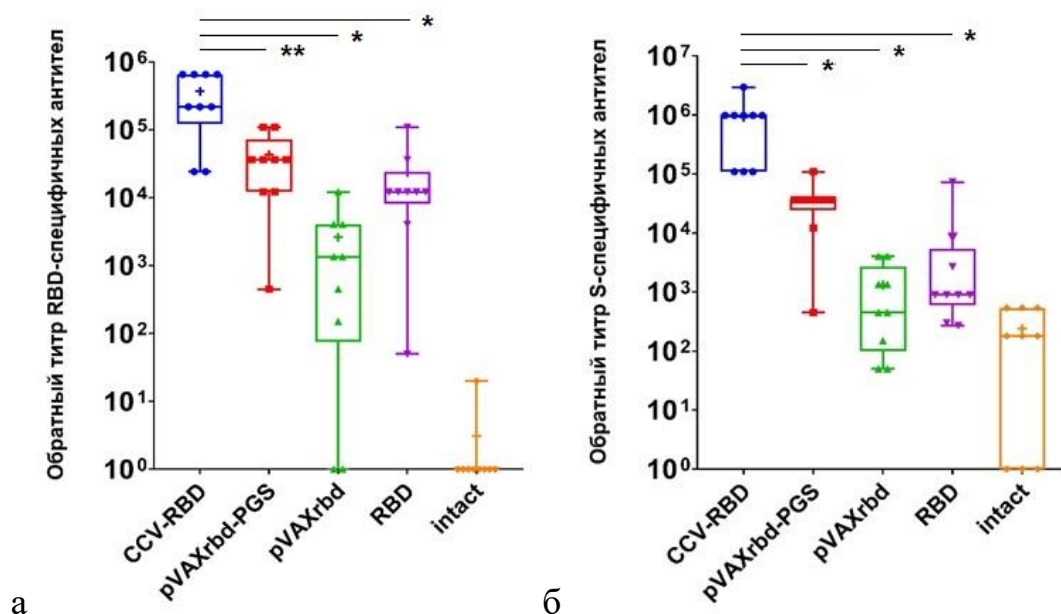 *
*
**
Обратный титр RBD-специфичных антител
10⁶
10⁵
10⁴
10³
10²
10¹
10⁰
CCV-RBD
pVAXrbd-PGS
pVAXrbd
RBD
intact
а
*
*
*
Обратный титр S-специфичных антител
10⁷
10⁶
10⁵
10⁴
10³
10²
10¹
10⁰
CCV-RBD
pVAXrbd-PGS
pVAXrbd
RBD
intact
б